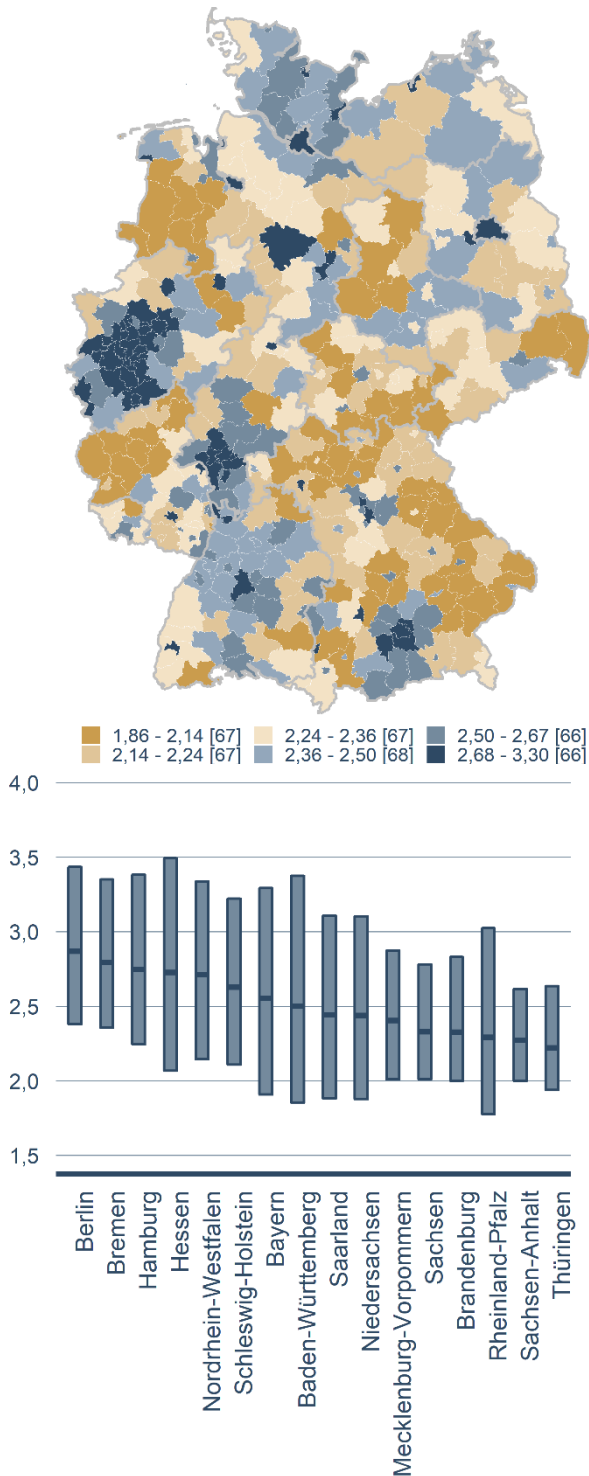 1,86 - 2,14 [67] 2,24 - 2,36 [67] 2,50 - 2,67 [66]
2,14 - 2,24 [67] 2,36 - 2,50 [68] 2,68 - 3,30 [66]
4,0
3,5
3,0
2,5
2,0
1,5
Berlin
Bremen
Hamburg
Hessen
Nordrhein-Westfalen
Schleswig-Holstein
Bayern
Baden-Württemberg
Saarland
Niedersachsen
Mecklenburg-Vorpommern
Sachsen
Brandenburg
Rheinland-Pfalz
Sachsen-Anhalt
Thüringen